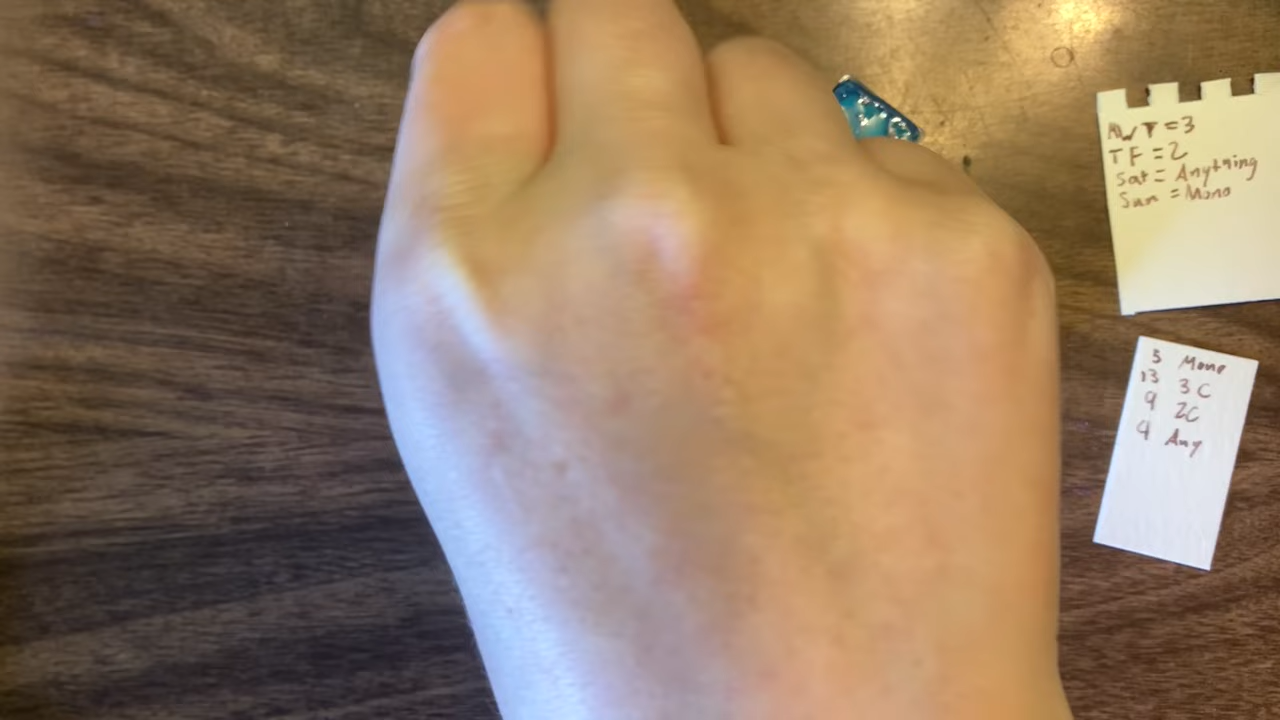 MWT=3
TF=2
Sat= Anything
Sun =Mono
5 Mono
13 3C
9 2C
4 Any